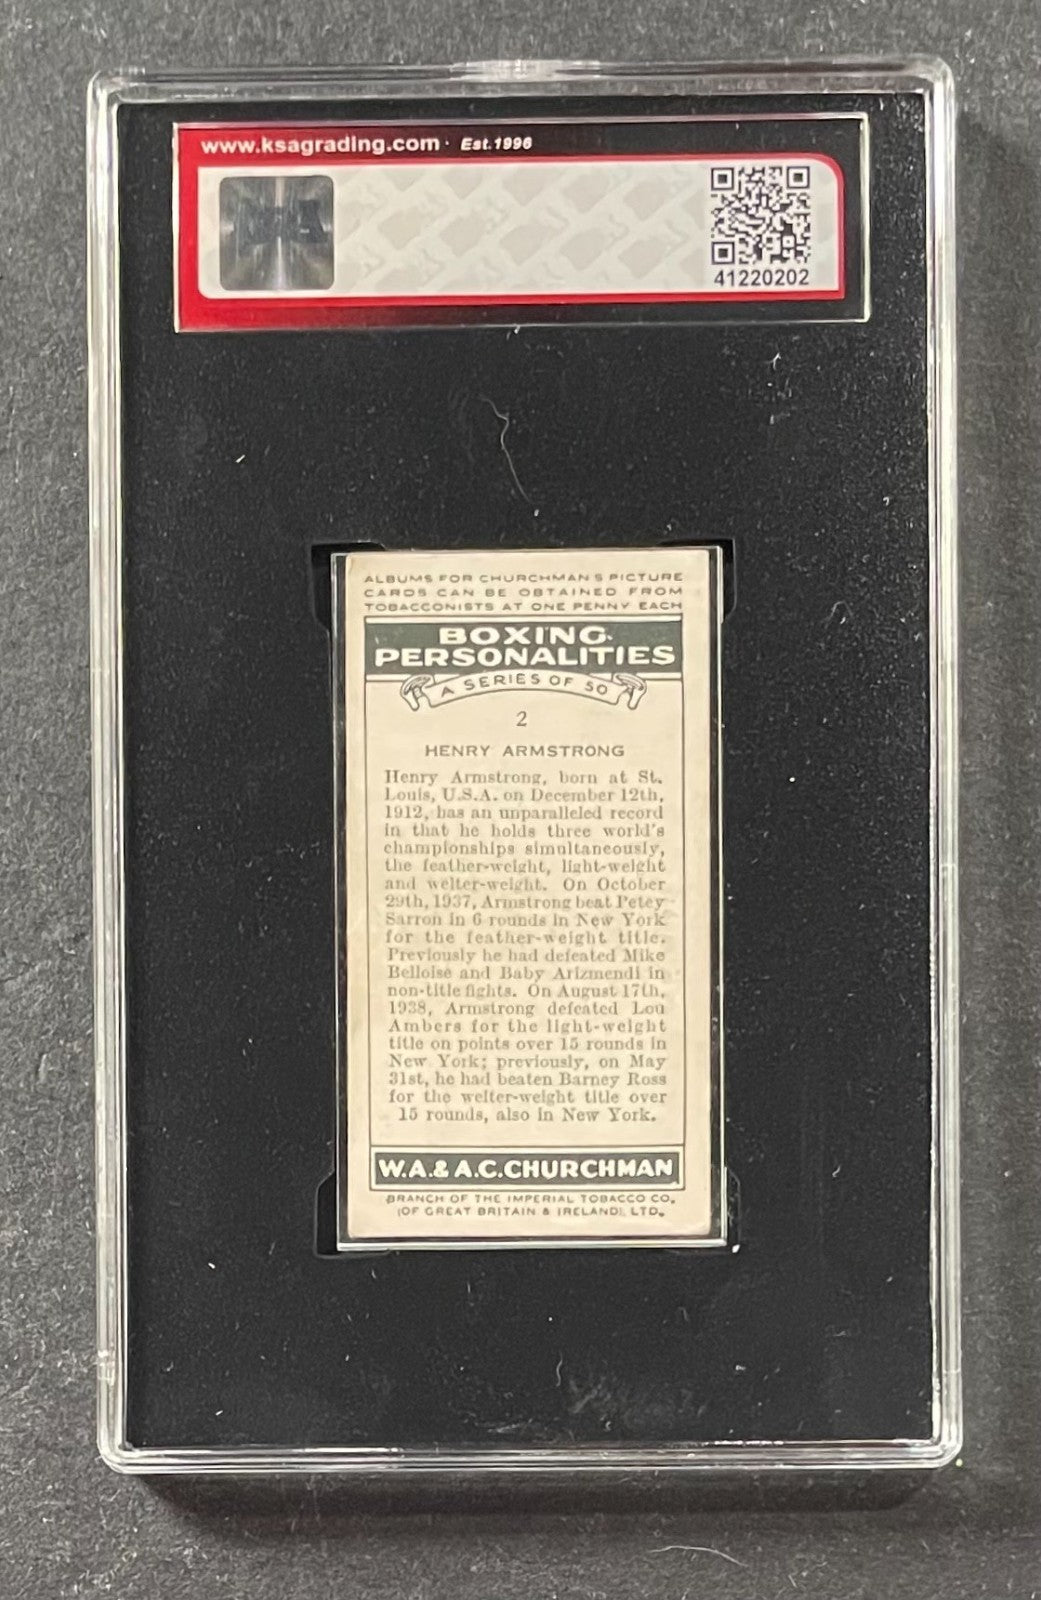 www.ksagrading.com · Est.1996
41220202
ALBUMS FOR CHURCHMAN'S PICTURE
CARDS CAN BE OBTAINED FROM
TOBACCONISTS AT ONE PENNY EACH
BOXING
PERSONALITIES
A SERIES OF 50
2
HENRY ARMSTRONG
Henry Armstrong, born at St.
Louis, U.S.A. on December 12th,
1912, has an unparalleled record
in that he holds three world's
championships simultaneously,
the feather-weight, light-weight
and welter-weight. On October
29th, 1937, Armstrong beat Petey
Sarron in 6 rounds in New York
for the feather-weight title.
Previously he had defeated Mike
Belloise and Baby Arizmendi in
non-title fights. On August 17th,
1938, Armstrong defeated Lou
Ambers for the light-weight
title on points over 15 rounds in
New York; previously, on May
31st, he had beaten Barney Ross
for the welter-weight title over
15 rounds, also in New York.
W.A.& A.C.CHURCHMAN
BRANCH OF THE IMPERIAL TOBACCO CO.
(OF GREAT BRITAIN & IRELAND), LTD.